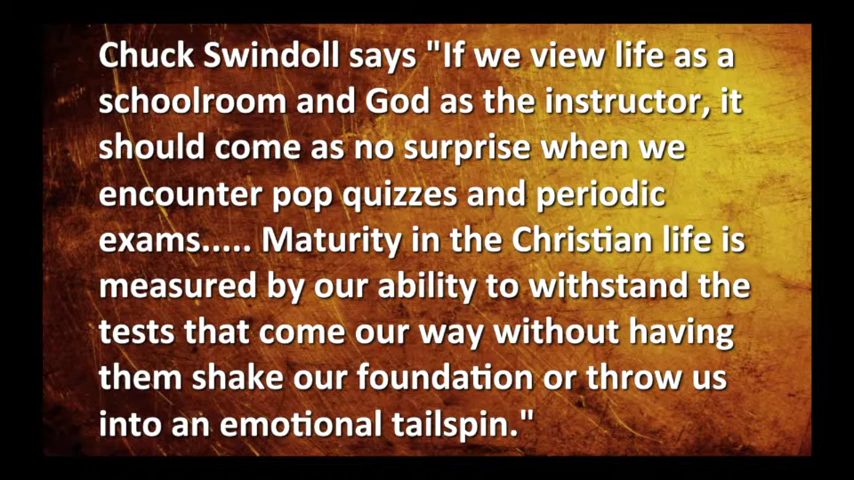 Chuck Swindoll says "If we view life as a
schoolroom and God as the instructor, it
should come as no surprise when we
encounter pop quizzes and periodic
exams..... Maturity in the Christian life is
measured by our ability to withstand the
tests that come our way without having
them shake our foundation or throw us
into an emotional tailspin."